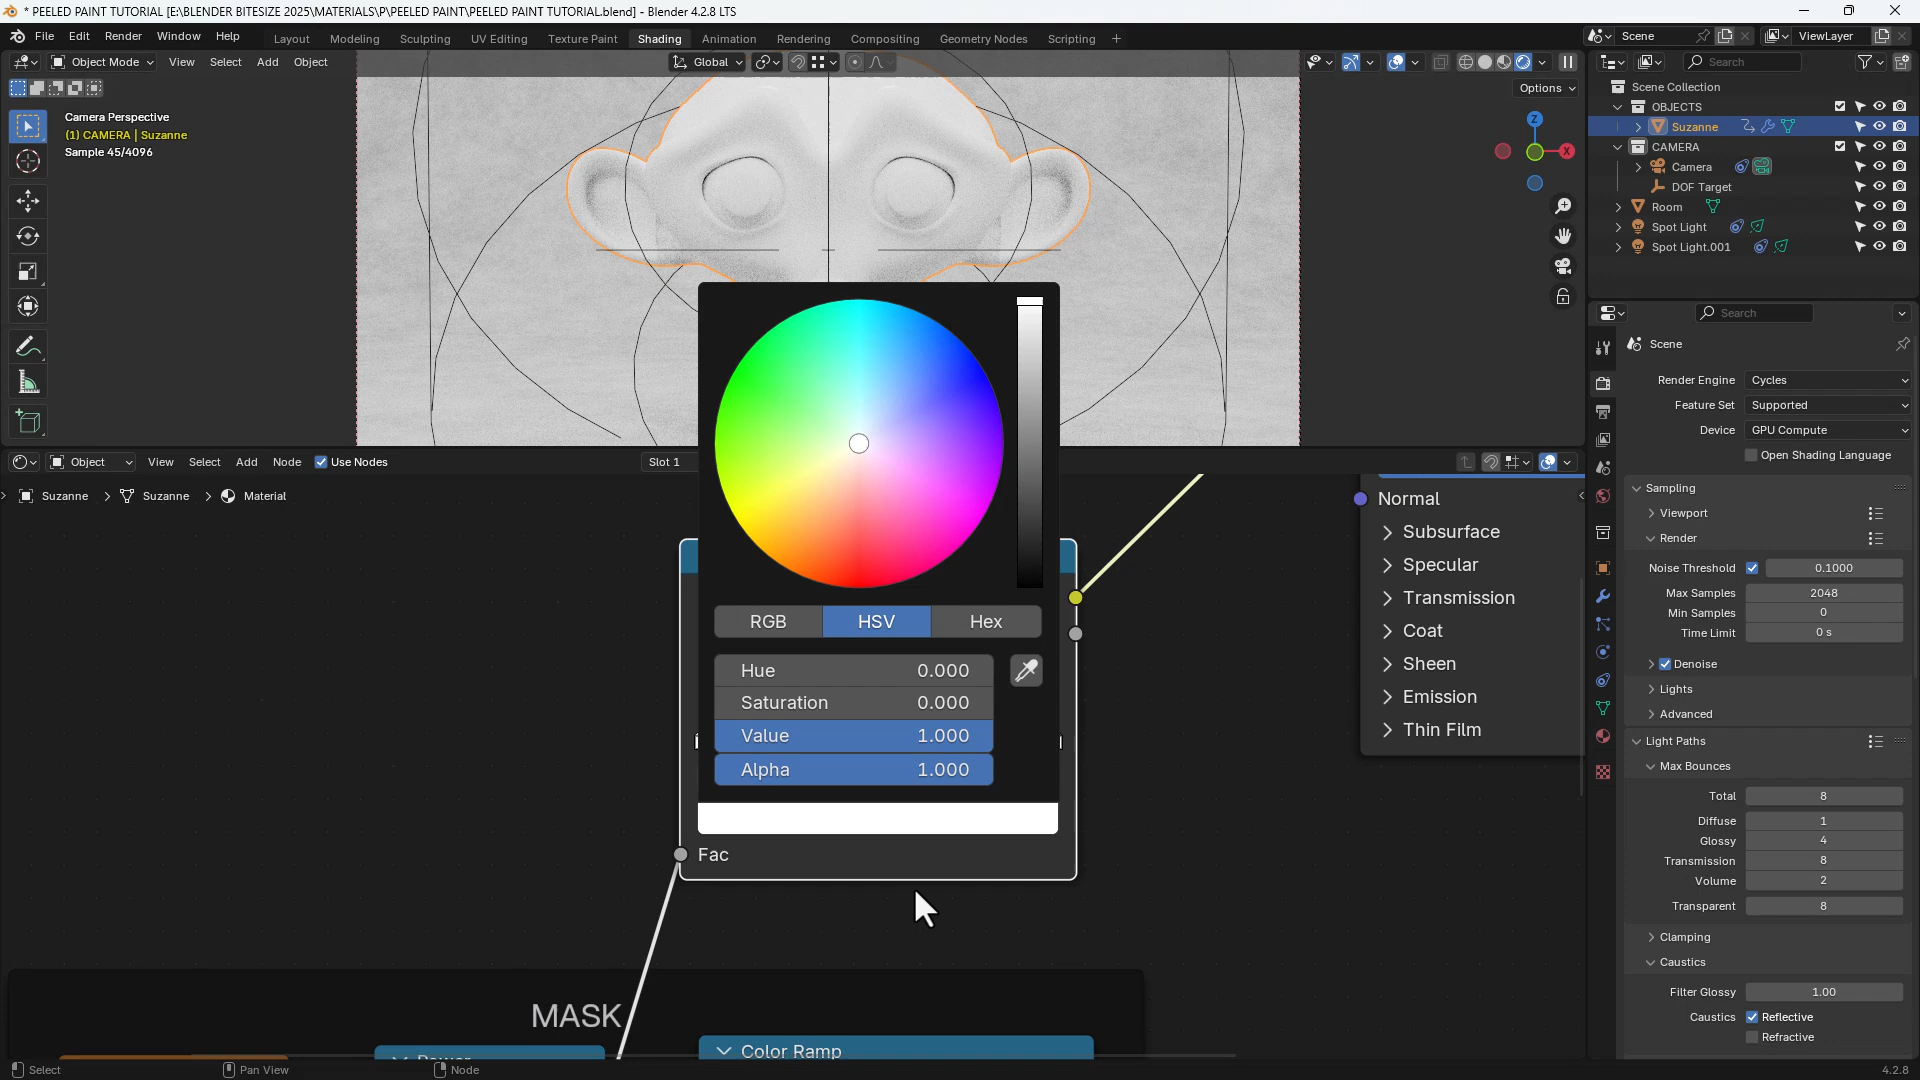 * PEELED PAINT TUTORIAL [E:\BLENDER BITESIZE 2025\MATERIALS\P\PEELED PAINT\PEELED PAINT TUTORIAL.blend] - Blender 4.2.8 LTS
File Edit Render Window Help Layout Modeling Sculpting UV Editing Texture Paint Shading Animation Rendering Compositing Geometry Nodes Scripting + Scene ViewLayer
Object Mode View Select Add Object Global Search
Options
Scene Collection
OBJECTS
Suzanne
CAMERA
Camera
DOF Target
Room
Spot Light
Spot Light.001
Camera Perspective
(1) CAMERA | Suzanne
Sample 45/4096
Z
X
Search
Scene
Render Engine Cycles
Feature Set Supported
Device GPU Compute
Open Shading Language
Sampling
Viewport
Render
Noise Threshold 0.1000
Max Samples 2048
Min Samples 0
Time Limit 0 s
Denoise
Lights
Advanced
Light Paths
Max Bounces
Total 8
Diffuse 1
Glossy 4
Transmission 8
Volume 2
Transparent 8
Clamping
Caustics
Filter Glossy 1.00
Caustics Reflective
Refractive
Object View Select Add Node Use Nodes Slot 1
Suzanne Suzanne Material
RGB HSV Hex
Hue 0.000
Saturation 0.000
Value 1.000
Alpha 1.000
Fac
Normal
Subsurface
Specular
Transmission
Coat
Sheen
Emission
Thin Film
MASK
Power
Color Ramp
Select Pan View Node 4.2.8